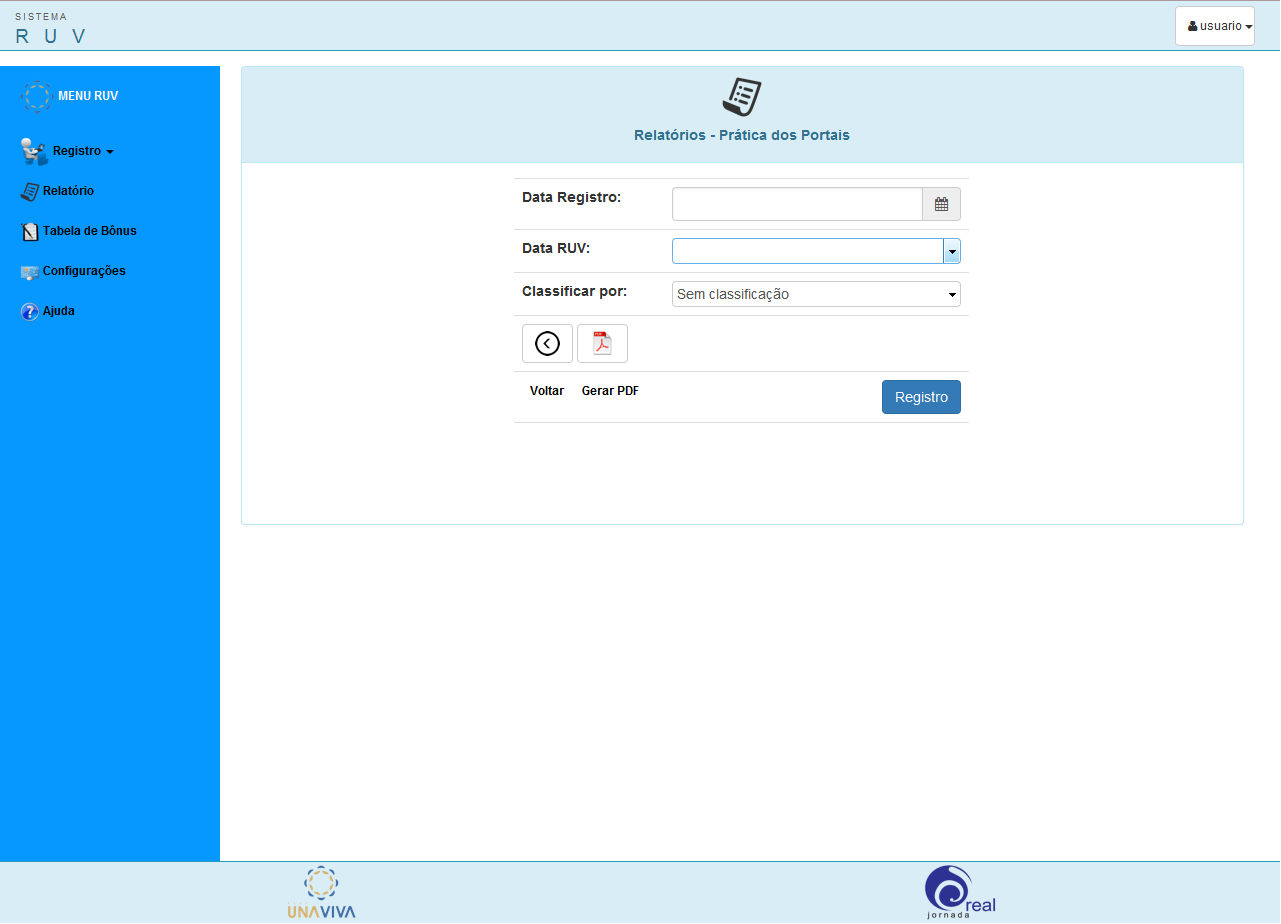 SISTEMA
R U V
usuario
MENU RUV
Registro
Relatório
Tabela de Bônus
Configurações
Ajuda
Relatórios - Prática dos Portais
Data Registro:
Data RUV:
Classificar por: Sem classificação
Voltar Gerar PDF Registro
UNAVIVA
real
jornada